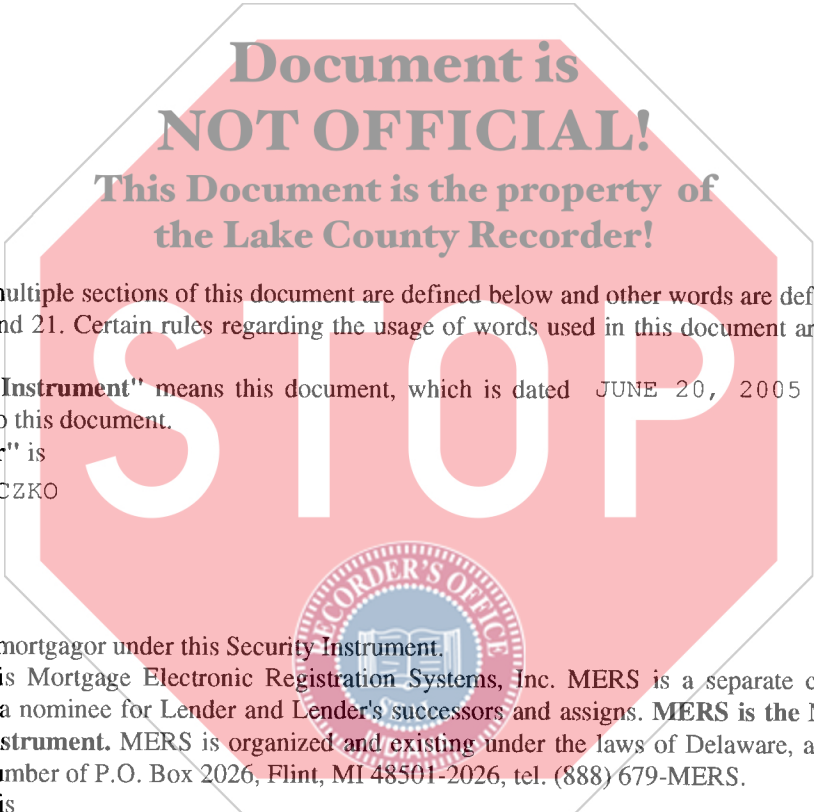 Document is
NOT OFFICIAL!
This Document is the property of
the Lake County Recorder!
ultiple sections of this document are defined below and other words are def
nd 21. Certain rules regarding the usage of words used in this document ar
Instrument" means this document, which is dated JUNE 20, 2005
o this document.
r" is
CZKO
STOP
RECORDER'S OFFICE
mortgagor under this Security Instrument.
is Mortgage Electronic Registration Systems, Inc. MERS is a separate c
a nominee for Lender and Lender's successors and assigns. MERS is the M
strument. MERS is organized and existing under the laws of Delaware, a
mber of P.O. Box 2026, Flint, MI 48501-2026, tel. (888) 679-MERS.
is